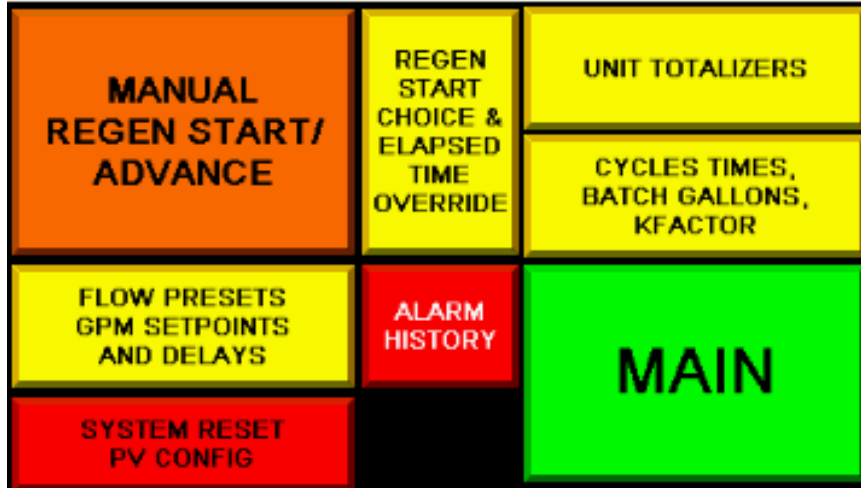 MANUAL
REGEN START/
ADVANCE
REGEN
START
CHOICE &
ELAPSED
TIME
OVERRIDE
UNIT TOTALIZERS
CYCLES TIMES,
BATCH GALLONS,
KFACTOR
FLOW PRESETS
GPM SETPOINTS
AND DELAYS
ALARM
HISTORY
MAIN
SYSTEM RESET
PV CONFIG